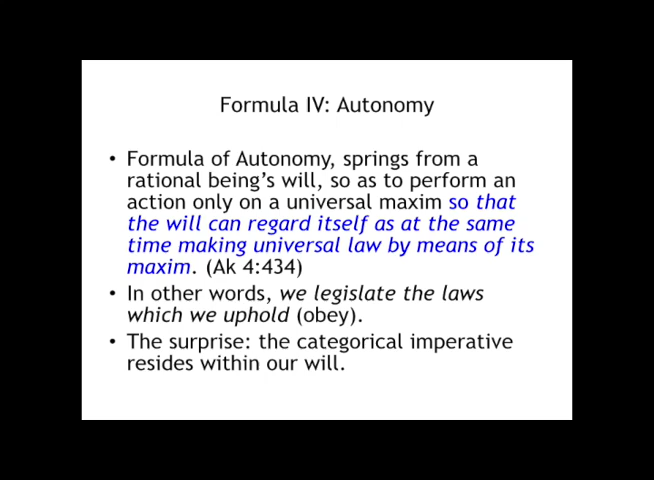 Formula IV: Autonomy
• Formula of Autonomy, springs from a
rational being's will, so as to perform an
action only on a universal maxim so that
the will can regard itself as at the same
time making universal law by means of its
maxim. (Ak 4:434)
• In other words, we legislate the laws
which we uphold (obey).
• The surprise: the categorical imperative
resides within our will.